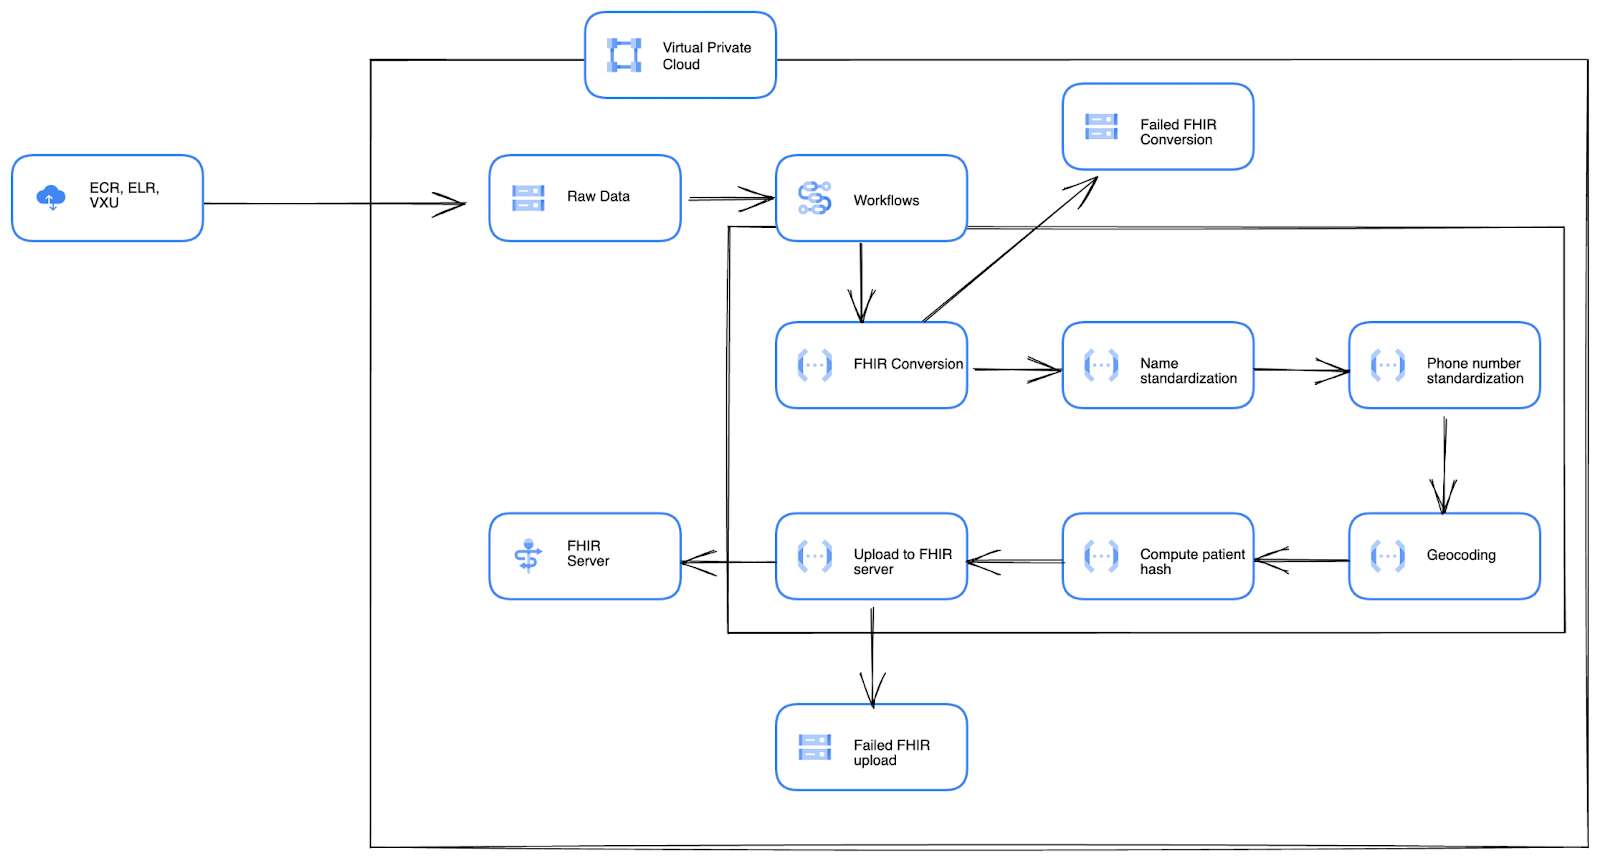 Virtual Private
Cloud
Failed FHIR
Conversion
ECR, ELR,
VXU
Raw Data
Workflows
FHIR Conversion
Name
standardization
Phone number
standardization
FHIR
Server
Upload to FHIR
server
Compute patient
hash
Geocoding
Failed FHIR
upload